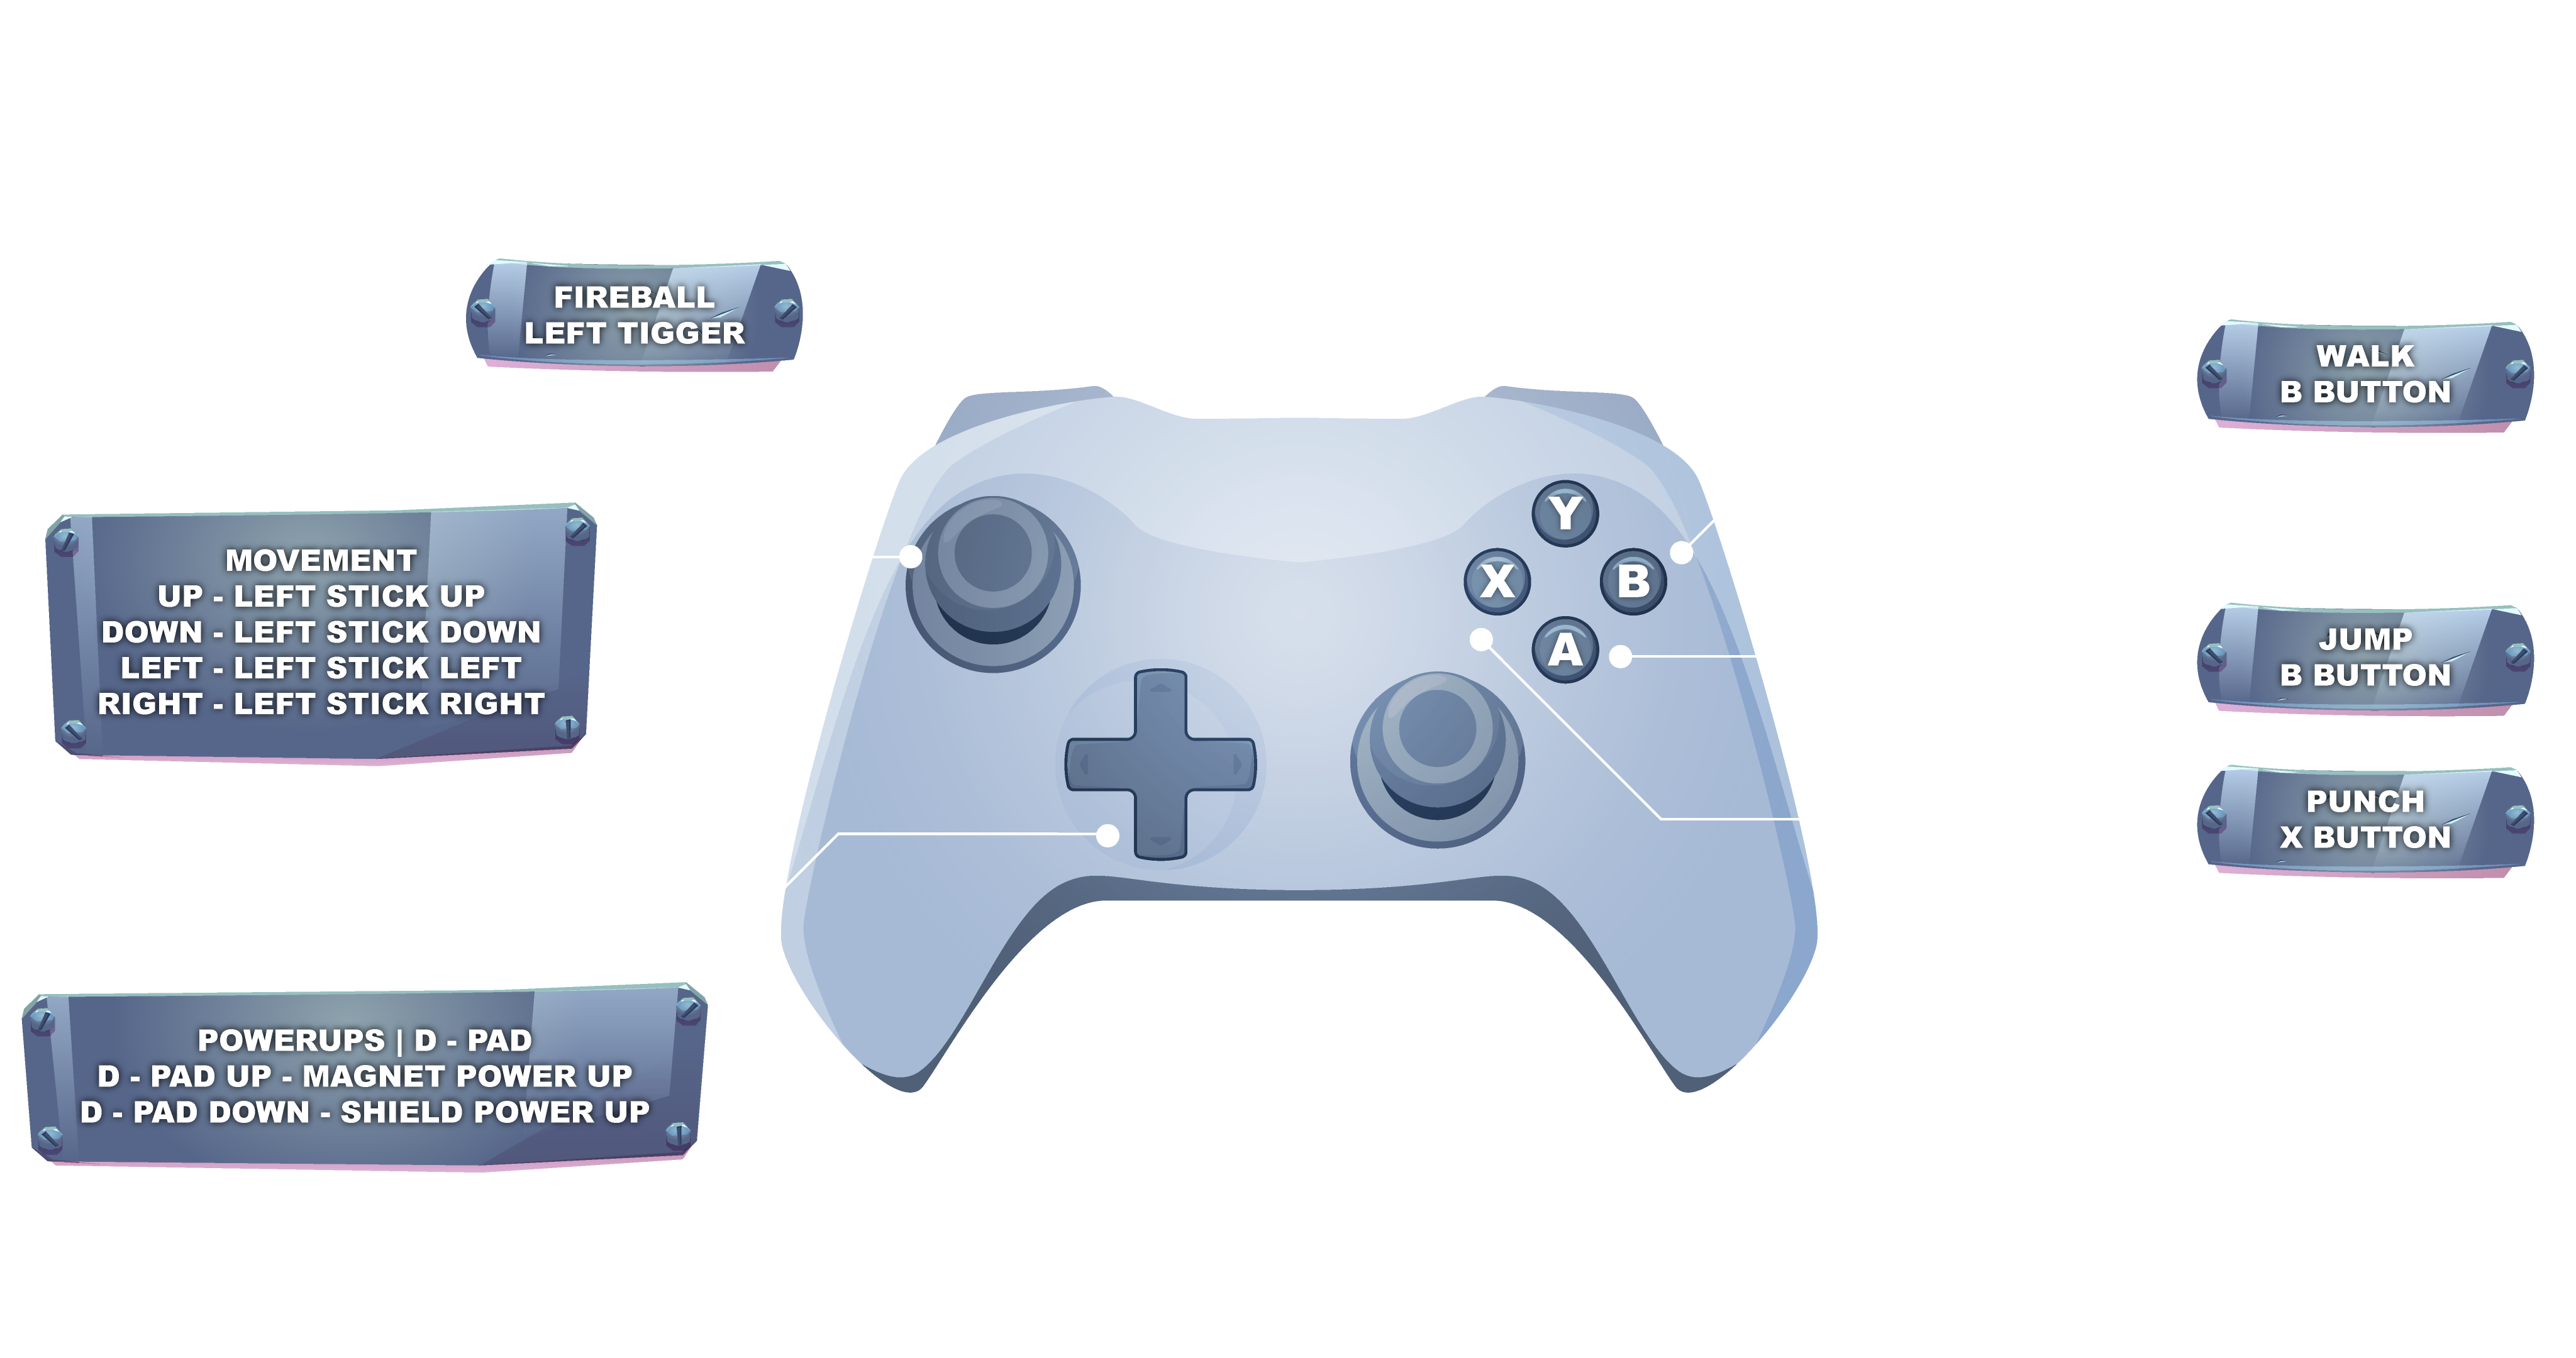 FIREBALL
LEFT TIGGER
WALK
B BUTTON
MOVEMENT
UP - LEFT STICK UP
DOWN - LEFT STICK DOWN
LEFT - LEFT STICK LEFT
RIGHT - LEFT STICK RIGHT
Y
X
B
A
JUMP
B BUTTON
PUNCH
X BUTTON
POWERUPS | D - PAD
D - PAD UP - MAGNET POWER UP
D - PAD DOWN - SHIELD POWER UP